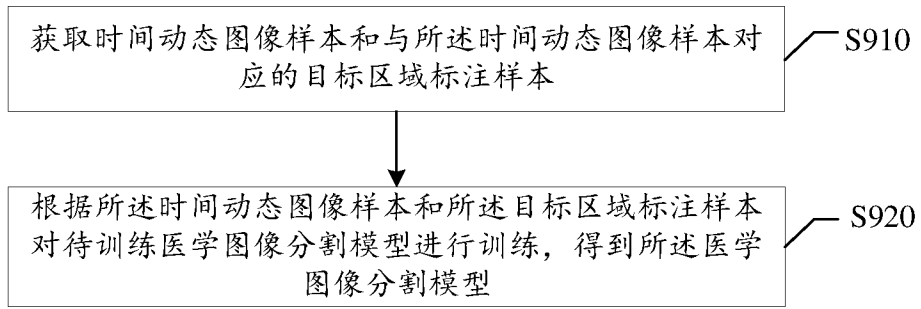 获取时间动态图像样本和与所述时间动态图像样本对
应的目标区域标注样本
S910
根据所述时间动态图像样本和所述目标区域标注样本
对待训练医学图像分割模型进行训练，得到所述医学
图像分割模型
S920